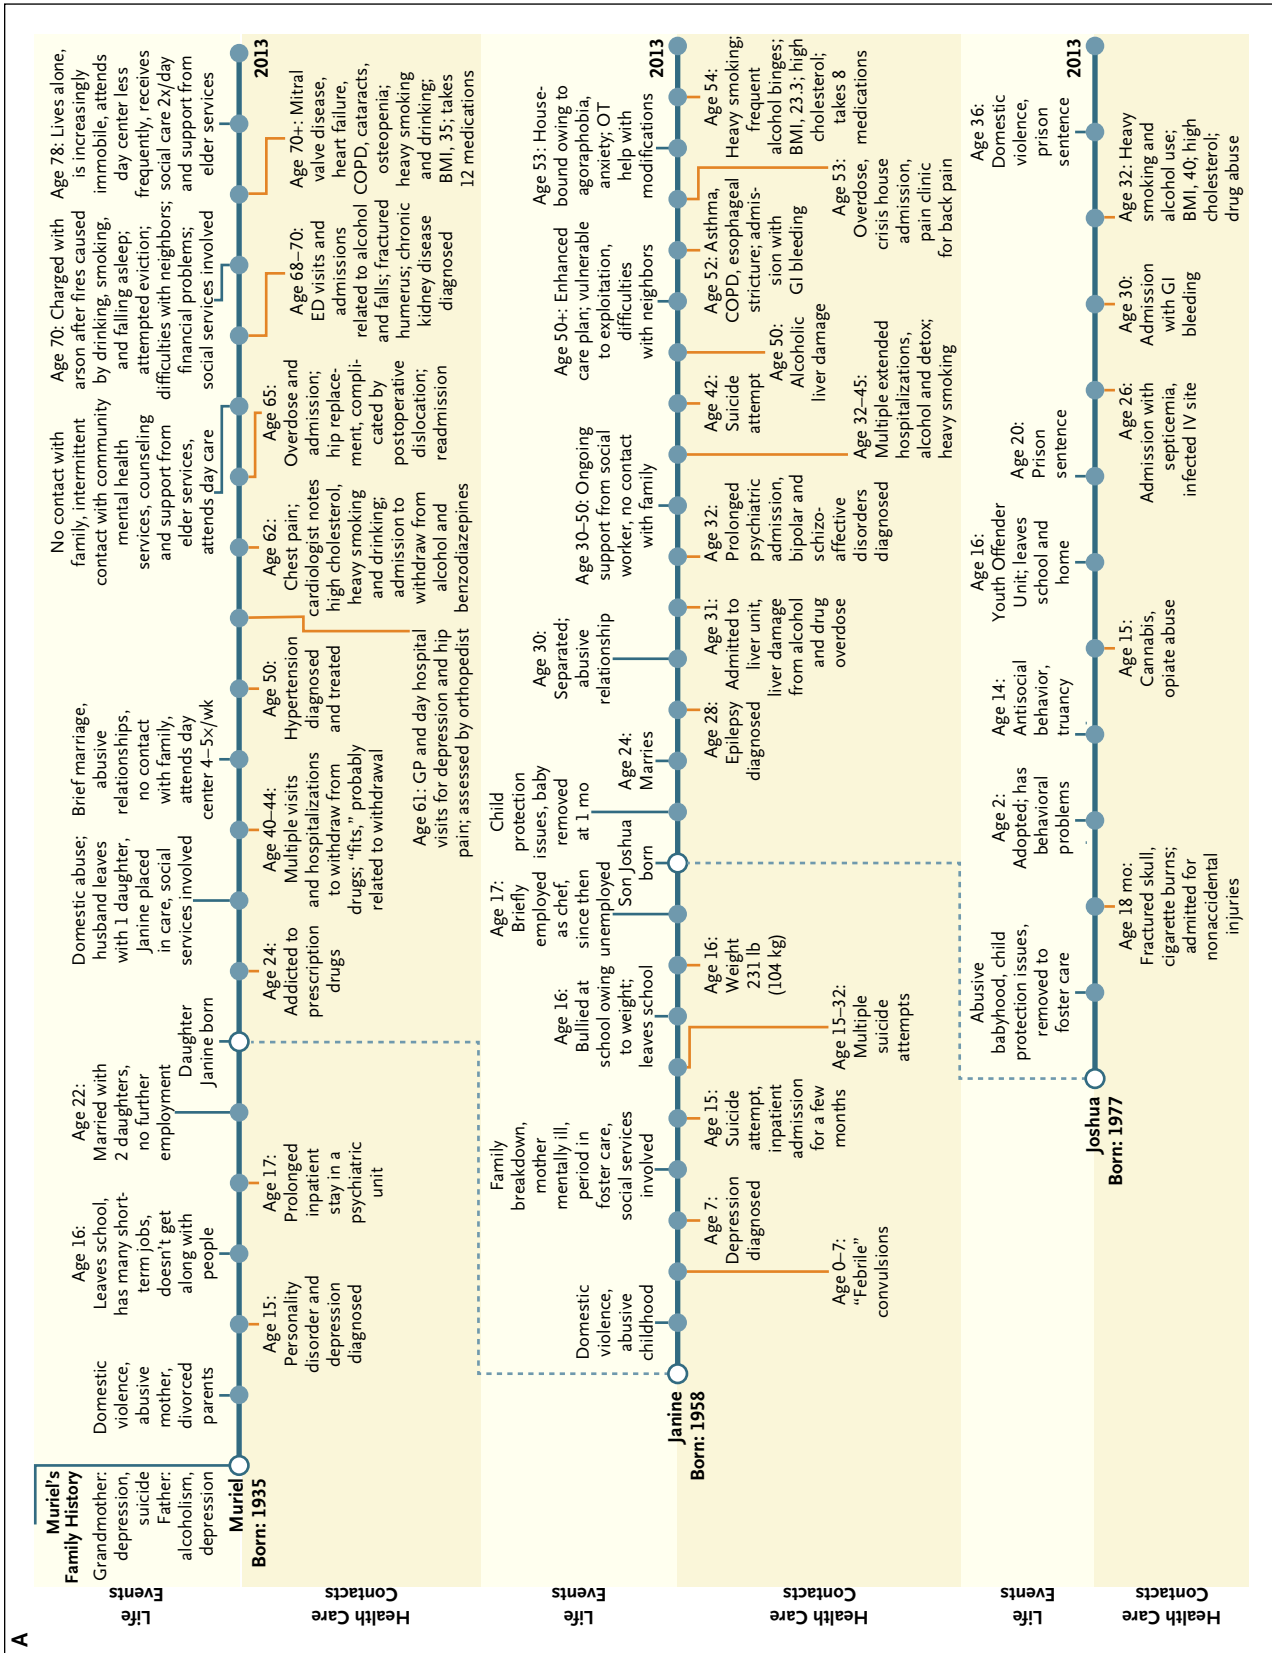 A
Life
Events
Muriel's
Family History
Grandmother:
depression,
suicide
Father:
alcoholism,
depression
Muriel
Born: 1935
Domestic
violence,
abusive
mother,
divorced
parents
Age 16:
Leaves school,
has many short-
term jobs,
doesn't get
along with
people
Age 22:
Married with
2 daughters,
no further
employment
Daughter
Janine born
Domestic abuse;
husband leaves
with 1 daughter,
Janine placed
in care, social
services involved
Brief marriage,
abusive
relationships,
no contact
with family,
attends day
center 4–5×/wk
No contact with
family, intermittent
contact with community
mental health
services, counseling
and support from
elder services,
attends day care
Age 70: Charged with
arson after fires caused
by drinking, smoking,
and falling asleep;
attempted eviction;
difficulties with neighbors;
financial problems;
social services involved
Age 78: Lives alone,
is increasingly
immobile, attends
day center less
frequently, receives
social care 2x/day
and support from
elder services
2013
Health Care
Contacts
Age 15:
Personality
disorder and
depression
diagnosed
Age 17:
Prolonged
inpatient
stay in a
psychiatric
unit
Age 24:
Addicted to
prescription
drugs
Age 40–44:
Multiple visits
and hospitalizations
to withdraw from
drugs; “fits,” probably
related to withdrawal
Age 50:
Hypertension
diagnosed
and treated
Age 61: GP and day hospital
visits for depression and hip
pain; assessed by orthopedist
Age 62:
Chest pain;
cardiologist notes
high cholesterol,
heavy smoking
and drinking;
admission to
withdraw from
alcohol and
benzodiazepines
Age 65:
Overdose and
admission;
hip replace-
ment, compli-
cated by
postoperative
dislocation;
readmission
Age 68–70:
ED visits and
admissions
related to alcohol
and falls; fractured
humerus; chronic
kidney disease
diagnosed
Age 70+: Mitral
valve disease,
heart failure,
COPD, cataracts,
osteopenia;
heavy smoking
and drinking;
BMI, 35; takes
12 medications
Life
Events
Janine
Born: 1958
Domestic
violence,
abusive
childhood
Family
breakdown,
mother
mentally ill,
period in
foster care,
social services
involved
Age 16:
Bullied at
school owing
to weight;
leaves school
Age 17:
Briefly
employed
as chef,
since then
unemployed
Son Joshua
born
Child
protection
issues, baby
removed
at 1 mo
Age 24:
Marries
Age 30:
Separated;
abusive
relationship
Age 30–50: Ongoing
support from social
worker, no contact
with family
Age 50+: Enhanced
care plan; vulnerable
to exploitation,
difficulties
with neighbors
Age 53: House-
bound owing to
agoraphobia,
anxiety; OT
help with
modifications
2013
Health Care
Contacts
Age 0–7:
“Febrile”
convulsions
Age 7:
Depression
diagnosed
Age 15:
Suicide
attempt,
inpatient
admission
for a few
months
Age 15–32:
Multiple
suicide
attempts
Age 16:
Weight
231 lb
(104 kg)
Age 28:
Epilepsy
diagnosed
Age 31:
Admitted to
liver unit,
liver damage
from alcohol
and drug
overdose
Age 32:
Prolonged
psychiatric
admission,
bipolar and
schizo-
affective
disorders
diagnosed
Age 32–45:
Multiple extended
hospitalizations,
alcohol and detox;
heavy smoking
Age 42:
Suicide
attempt
Age 50:
Alcoholic
liver damage
Age 52: Asthma,
COPD, esophageal
stricture; admis-
sion with
GI bleeding
Age 53:
Overdose,
crisis house
admission,
pain clinic
for back pain
Age 54:
Heavy smoking;
frequent
alcohol binges;
BMI, 23.3; high
cholesterol;
takes 8
medications
Life
Events
Joshua
Born: 1977
Abusive
babyhood, child
protection issues,
removed to
foster care
Age 2:
Adopted; has
behavioral
problems
Age 14:
Antisocial
behavior,
truancy
Age 16:
Youth Offender
Unit; leaves
school and
home
Age 20:
Prison
sentence
Age 36:
Domestic
violence,
prison
sentence
2013
Health Care
Contacts
Age 18 mo:
Fractured skull,
cigarette burns;
admitted for
nonaccidental
injuries
Age 15:
Cannabis,
opiate abuse
Age 26:
Admission with
septicemia,
infected IV site
Age 30:
Admission
with GI
bleeding
Age 32: Heavy
smoking and
alcohol use;
BMI, 40; high
cholesterol;
drug abuse